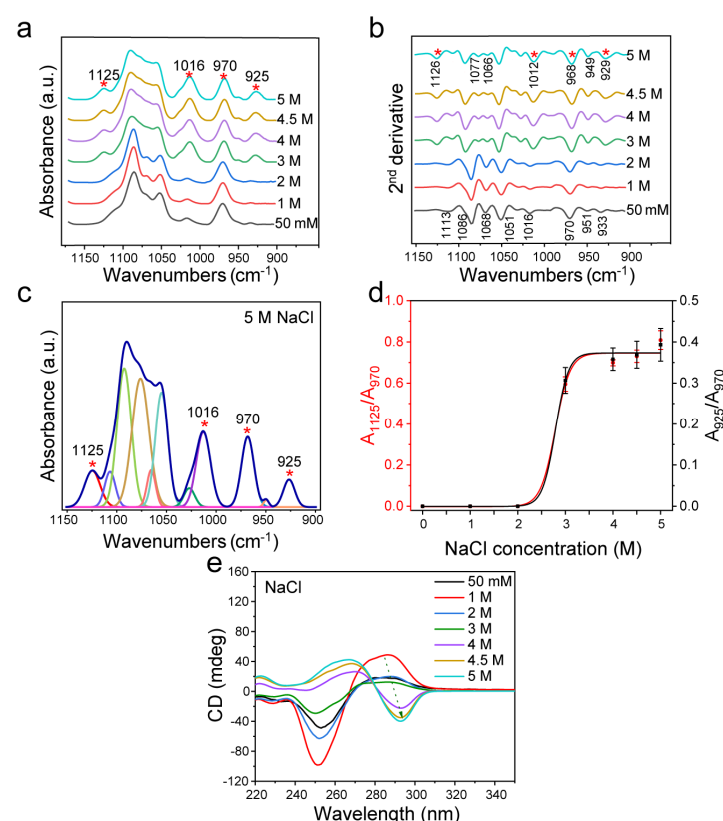 a
1125
1016
970
925
*
*
*
*
5 M
4.5 M
4 M
3 M
2 M
1 M
50 mM
Absorbance (a.u.)
1150 1100 1050 1000 950 900
Wavenumbers (cm⁻¹)
b
*
*
*
*
5 M
1126
1077
1066
1012
968
949
929
4.5 M
4 M
3 M
2 M
1 M
50 mM
1113
1086
1068
1051
1016
970
951
933
2ⁿᵈ derivative
1150 1100 1050 1000 950 900
Wavenumbers (cm⁻¹)
c
5 M NaCl
1125
*
1016
*
970
*
925
*
Absorbance (a.u.)
1150 1100 1050 1000 950 900
Wavenumbers (cm⁻¹)
d
1.0
0.8
0.6
0.4
0.2
0.0
A₁₁₂₅/A₉₇₀
0.5
0.4
0.3
0.2
0.1
0.0
A₉₂₅/A₉₇₀
0 1 2 3 4 5
NaCl concentration (M)
e
160
120
80
40
0
-40
-80
-120
CD (mdeg)
NaCl
50 mM
1 M
2 M
3 M
4 M
4.5 M
5 M
220 240 260 280 300 320 340
Wavelength (nm)